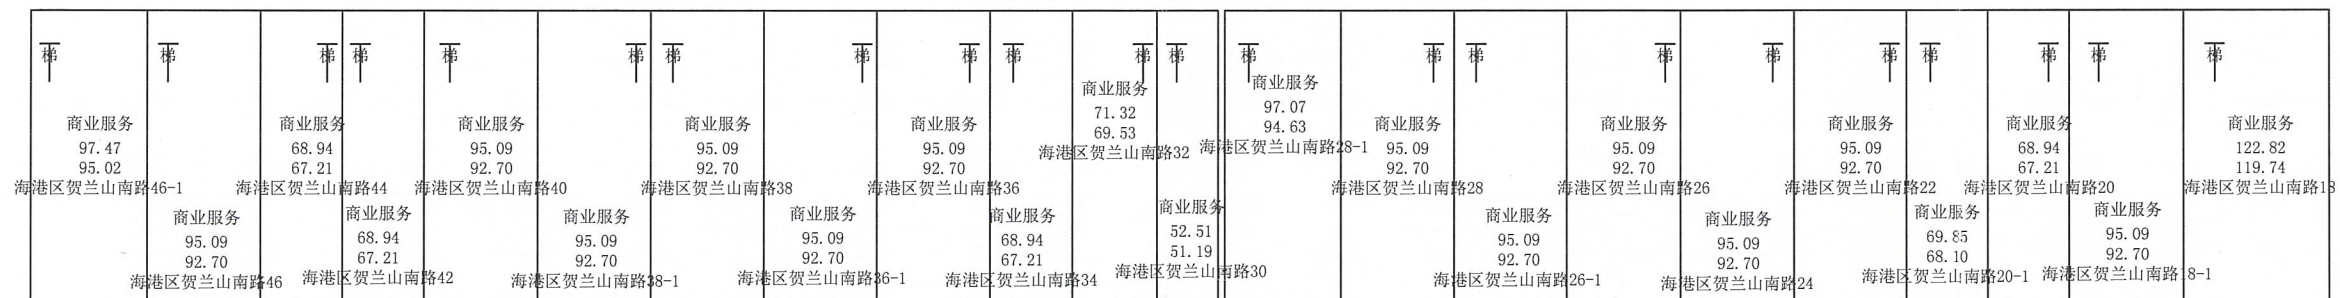 梯
商业服务
97.47
95.02
海港区贺兰山南路46-1
梯
商业服务
95.09
92.70
海港区贺兰山南路46
梯
商业服务
68.94
67.21
海港区贺兰山南路44
梯
商业服务
68.94
67.21
海港区贺兰山南路42
梯
商业服务
95.09
92.70
海港区贺兰山南路40
梯
商业服务
95.09
92.70
海港区贺兰山南路38-1
梯
商业服务
95.09
92.70
海港区贺兰山南路38
梯
商业服务
95.09
92.70
海港区贺兰山南路36-1
梯
商业服务
95.09
92.70
海港区贺兰山南路36
梯
商业服务
68.94
67.21
海港区贺兰山南路34
梯
商业服务
71.32
69.53
海港区贺兰山南路32
梯
商业服务
52.51
51.19
海港区贺兰山南路30
梯
商业服务
97.07
94.63
海港区贺兰山南路28-1
梯
商业服务
95.09
92.70
海港区贺兰山南路28
梯
商业服务
95.09
92.70
海港区贺兰山南路26-1
梯
商业服务
95.09
92.70
海港区贺兰山南路26
梯
商业服务
95.09
92.70
海港区贺兰山南路24
梯
商业服务
95.09
92.70
海港区贺兰山南路22
梯
商业服务
69.85
68.10
海港区贺兰山南路20-1
梯
商业服务
68.94
67.21
海港区贺兰山南路20
梯
商业服务
95.09
92.70
海港区贺兰山南路18-1
梯
商业服务
122.82
119.74
海港区贺兰山南路18